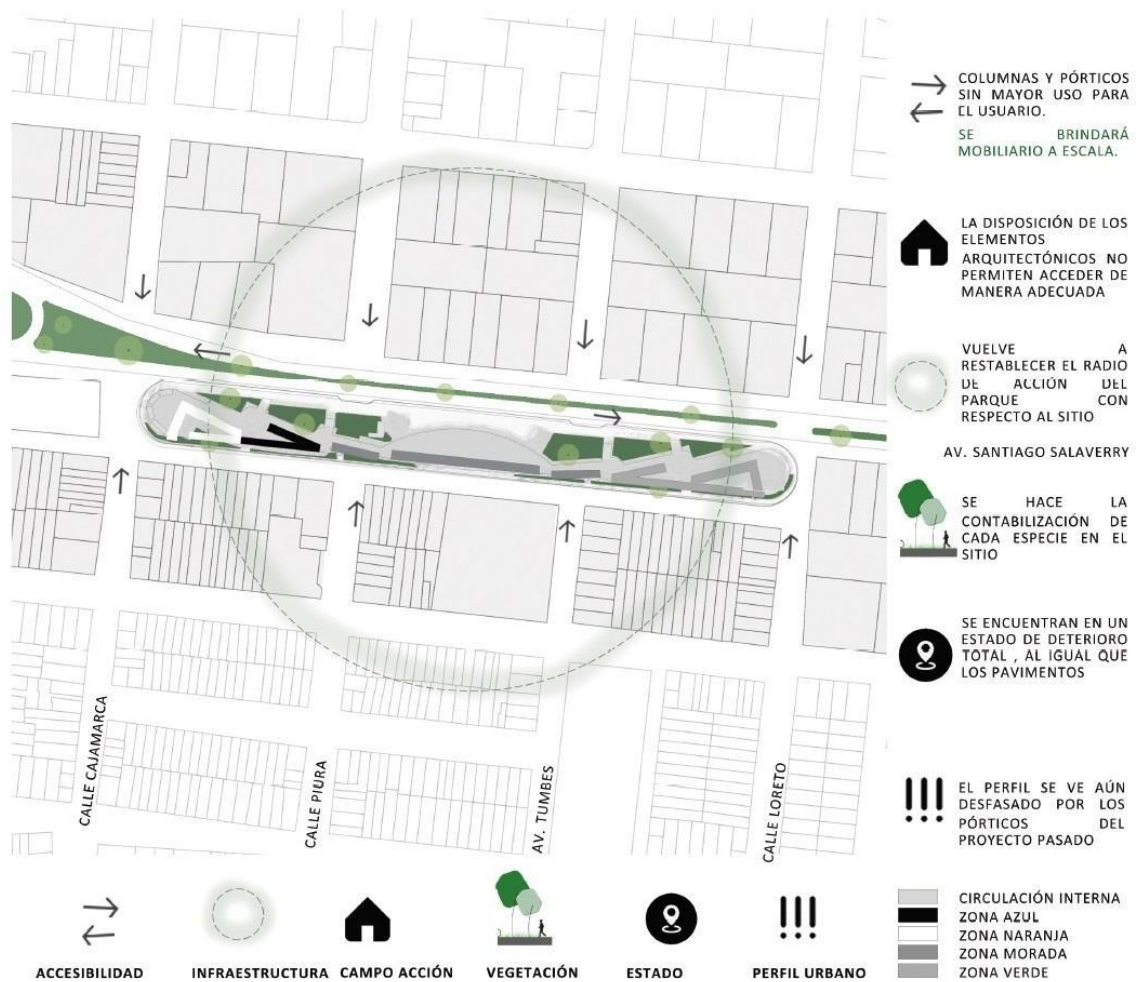 COLUMNAS Y PÓRTICOS
SIN MAYOR USO PARA
EL USUARIO.
SE BRINDARÁ
MOBILIARIO A ESCALA.
LA DISPOSICIÓN DE LOS
ELEMENTOS
ARQUITECTÓNICOS NO
PERMITEN ACCEDER DE
MANERA ADECUADA
VUELVE A
RESTABLECER EL RADIO
DE ACCIÓN DEL
PARQUE CON
RESPECTO AL SITIO
AV. SANTIAGO SALAVERRY
SE HACE LA
CONTABILIZACIÓN DE
CADA ESPECIE EN EL
SITIO
SE ENCUENTRAN EN UN
ESTADO DE DETERIORO
TOTAL , AL IGUAL QUE
LOS PAVIMENTOS
EL PERFIL SE VE AÚN
DESFASADO POR LOS
PÓRTICOS DEL
PROYECTO PASADO
CALLE CAJAMARCA
CALLE PIURA
AV. TUMBES
CALLE LORETO
CIRCULACIÓN INTERNA
ZONA AZUL
ZONA NARANJA
ZONA MORADA
ZONA VERDE
ACCESIBILIDAD
INFRAESTRUCTURA
CAMPO ACCIÓN
VEGETACIÓN
ESTADO
PERFIL URBANO